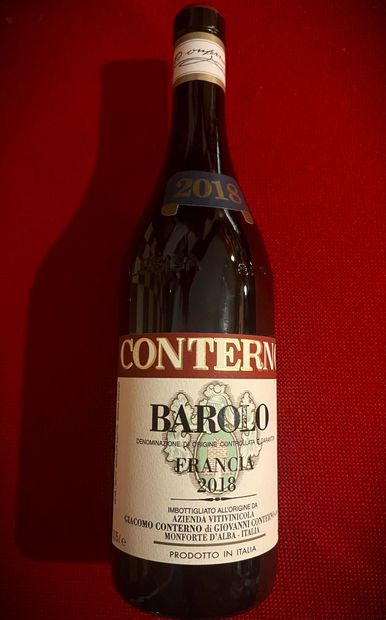 2018
CONTERN
BAROLO
DENOMINAZIONE DI ORIGINE CONTROLLATA E GARANTITA
FRANCIA
2018
IMBOTTIGLIATO ALL'ORIGINE DA
AZIENDA VITIVINICOLA
GIACOMO CONTERNO di GIOVANNI CONTERNO
MONFORTE D'ALBA - ITALIA
PRODOTTO IN ITALIA